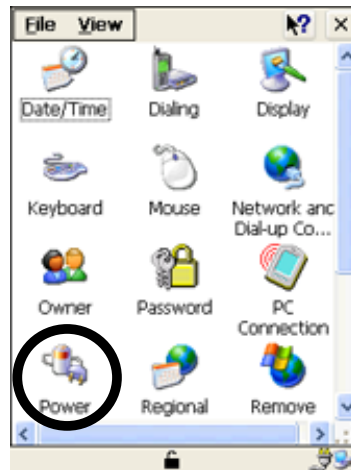 File View ?
Date/Time Dialing Display
Keyboard Mouse Network and
Dial-up Co...
Owner Password PC
Connection
Power Regional Remove